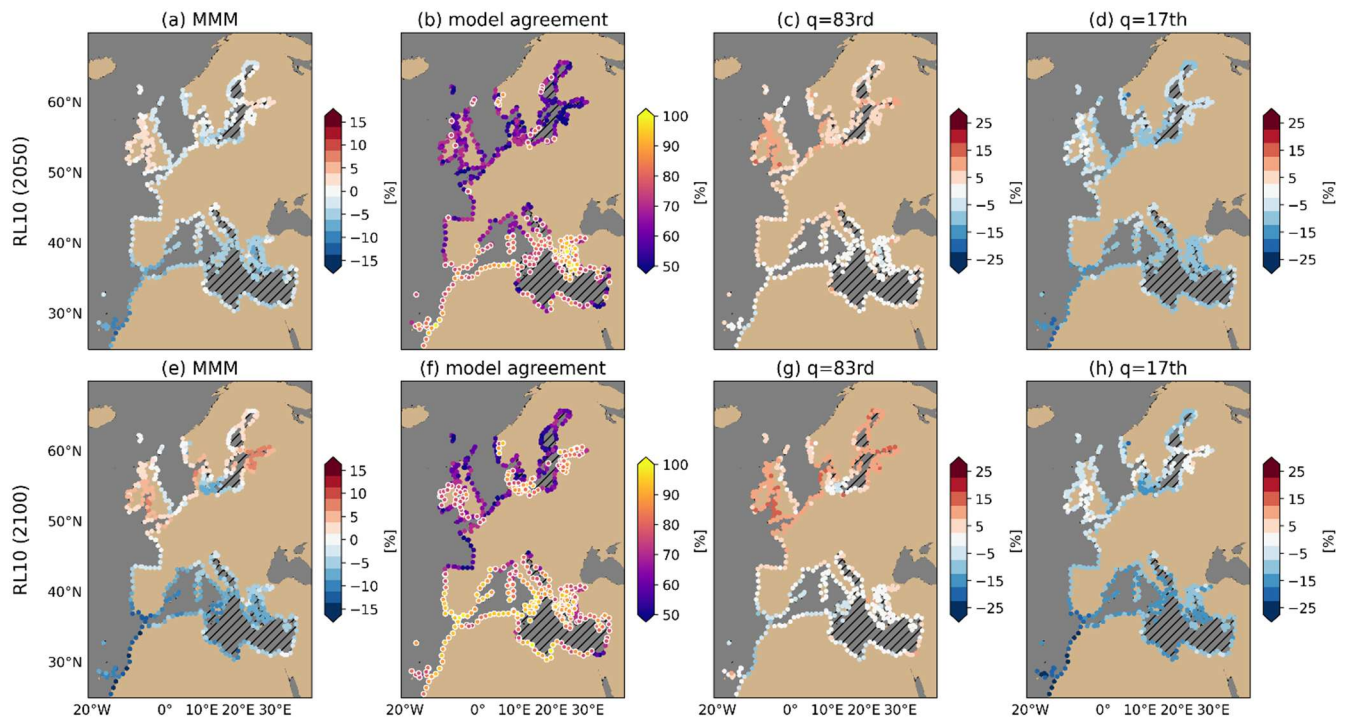 (a) MMM
(b) model agreement
(c) q=83rd
(d) q=17th
RL10 (2050)
60°N
50°N
40°N
30°N
15
10
5
0
−5
−10
−15
[%]
100
90
80
70
60
50
[%]
25
15
5
−5
−15
−25
[%]
25
15
5
−5
−15
−25
[%]
(e) MMM
(f) model agreement
(g) q=83rd
(h) q=17th
RL10 (2100)
60°N
50°N
40°N
30°N
15
10
5
0
−5
−10
−15
[%]
100
90
80
70
60
50
[%]
25
15
5
−5
−15
−25
[%]
25
15
5
−5
−15
−25
[%]
20°W 0° 10°E 20°E 30°E
20°W 0° 10°E 20°E 30°E
20°W 0° 10°E 20°E 30°E
20°W 0° 10°E 20°E 30°E